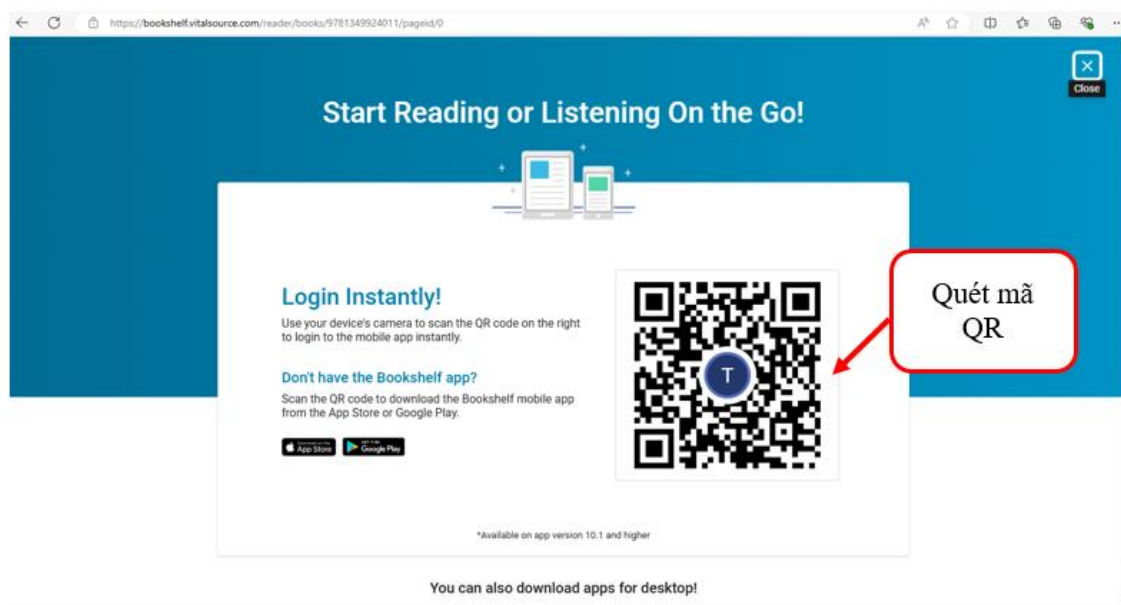 https://bookshelf.vitalsource.com/reader/books/9781349924011/pageid/0
Close
Start Reading or Listening On the Go!
Login Instantly!
Use your device's camera to scan the QR code on the right
to login to the mobile app instantly.
Don't have the Bookshelf app?
Scan the QR code to download the Bookshelf mobile app
from the App Store or Google Play.
App Store
Google Play
T
Quét mã
QR
*Available on app version 10.1 and higher
You can also download apps for desktop!